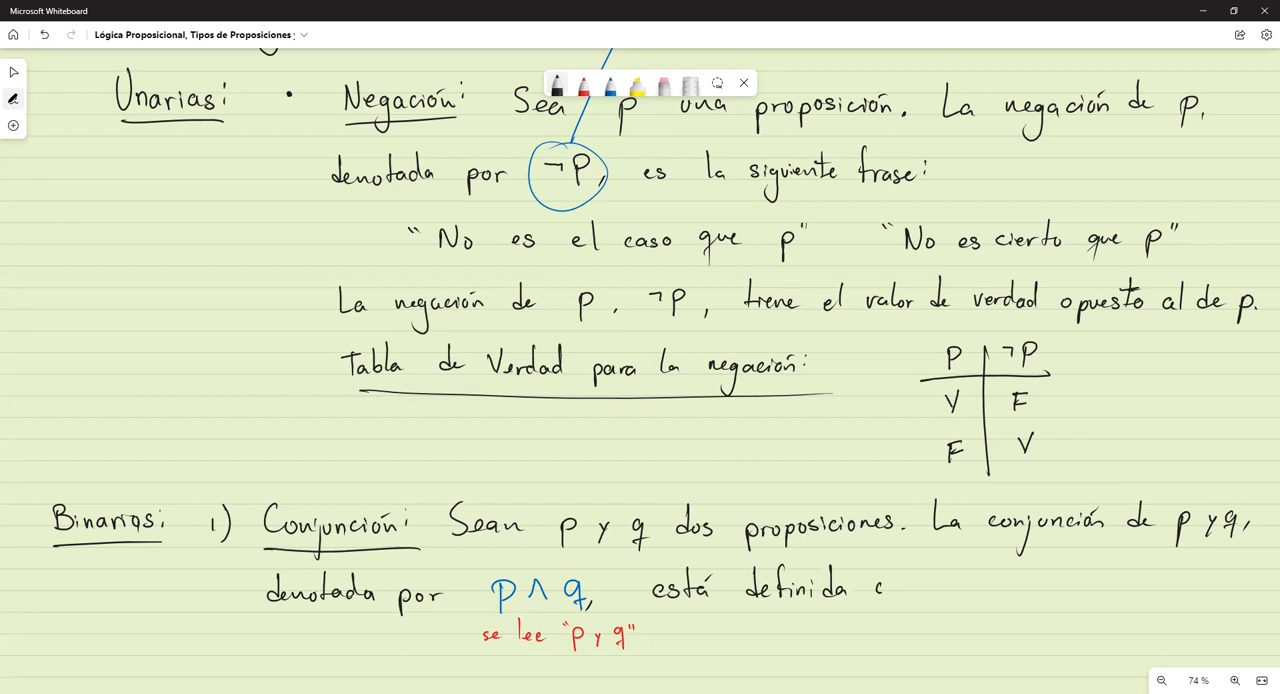 Microsoft Whiteboard
Lógica Proposicional, Tipos de Proposiciones
Unarias: • Negación: Sea p una proposición. La negación de p,
denotada por ¬p, es la siguiente frase:
"No es el caso que p" "No es cierto que p"
La negación de p, ¬p, tiene el valor de verdad opuesto al de p.
Tabla de Verdad para la negación:
p ¬p
V F
F V
Binarias: 1) Conjunción: Sean p y q dos proposiciones. La conjunción de p y q,
denotada por p ∧ q, está definida c
se lee "p y q"
74 %